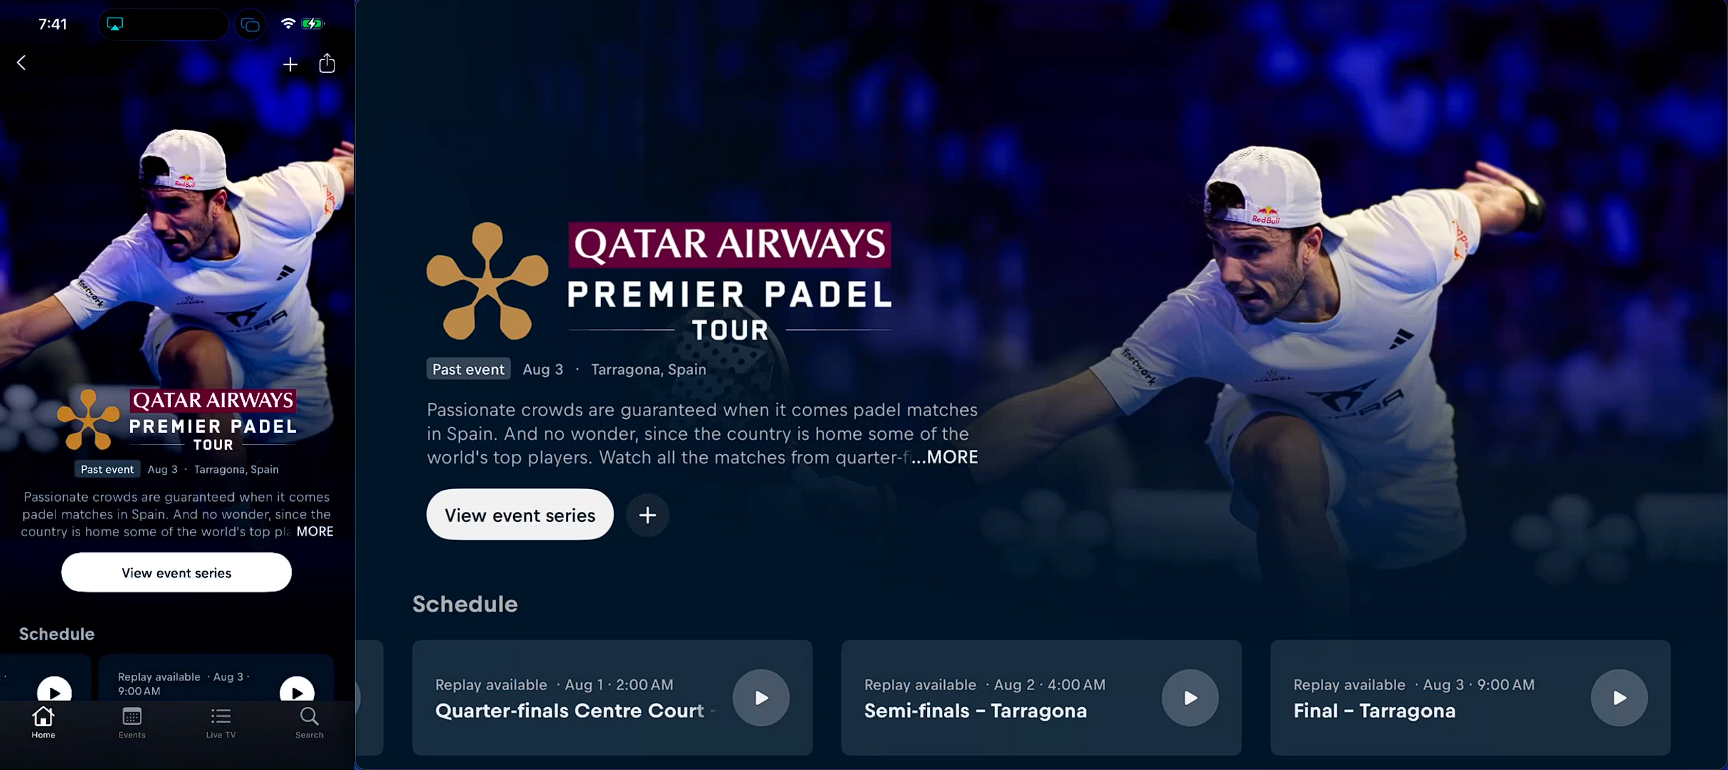 7:41
RedBull
finetwork
QATAR AIRWAYS
PREMIER PADEL
TOUR
Past event Aug 3 · Tarragona, Spain
Passionate crowds are guaranteed when it comes
padel matches in Spain. And no wonder, since the
country is home some of the world's top pl MORE
View event series
Schedule
Replay available · Aug 3 ·
9:00 AM
Home
Events
Live TV
Search
RedBull
finetwork
QATAR AIRWAYS
PREMIER PADEL
TOUR
Past event Aug 3 · Tarragona, Spain
Passionate crowds are guaranteed when it comes padel matches
in Spain. And no wonder, since the country is home some of the
world's top players. Watch all the matches from quarter-f...MORE
View event series
Schedule
Replay available · Aug 1 · 2:00 AM
Quarter-finals Centre Court -
Replay available · Aug 2 · 4:00 AM
Semi-finals – Tarragona
Replay available · Aug 3 · 9:00 AM
Final – Tarragona